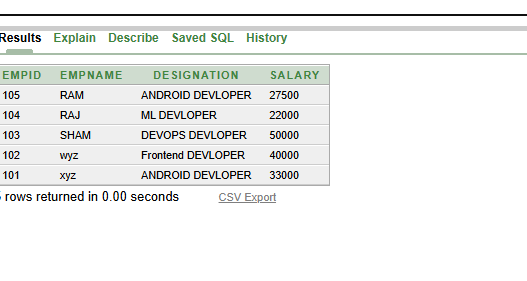 Results Explain Describe Saved SQL History
EMPID EMPNAME DESIGNATION SALARY
105 RAM ANDROID DEVLOPER 27500
104 RAJ ML DEVLOPER 22000
103 SHAM DEVOPS DEVLOPER 50000
102 wyz Frontend DEVLOPER 40000
101 xyz ANDROID DEVLOPER 33000
rows returned in 0.00 seconds CSV Export